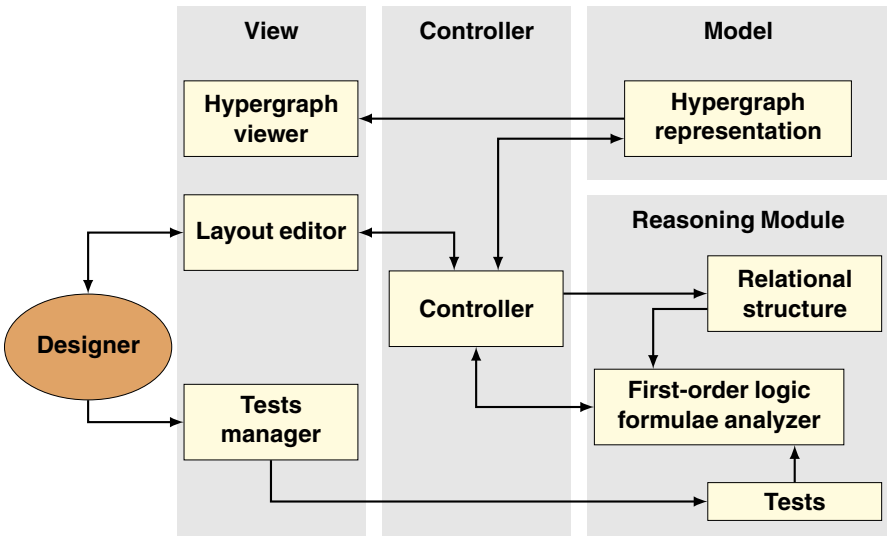 View
Controller
Model
Hypergraph
viewer
Hypergraph
representation
Layout editor
Reasoning Module
Controller
Relational
structure
Designer
Tests
manager
First-order logic
formulae analyzer
Tests